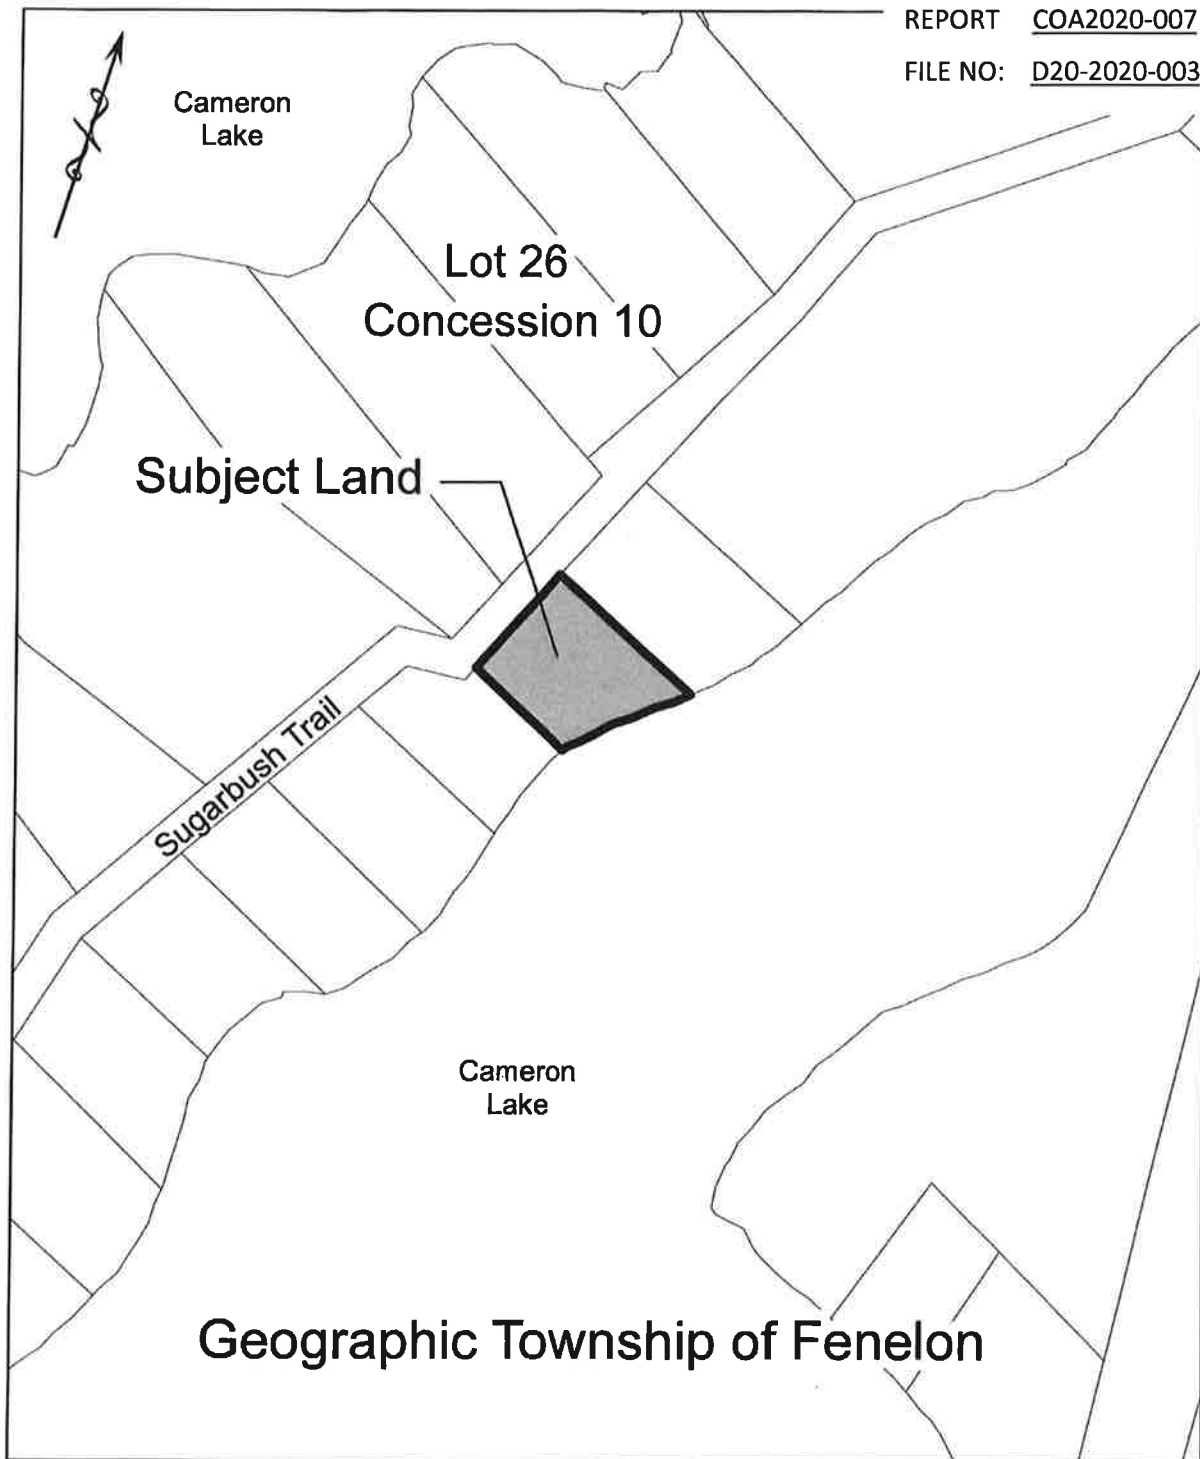 REPORT COA2020-007
FILE NO: D20-2020-003
Cameron
Lake
Lot 26
Concession 10
Subject Land
Sugarbush Trail
Cameron
Lake
Geographic Township of Fenelon